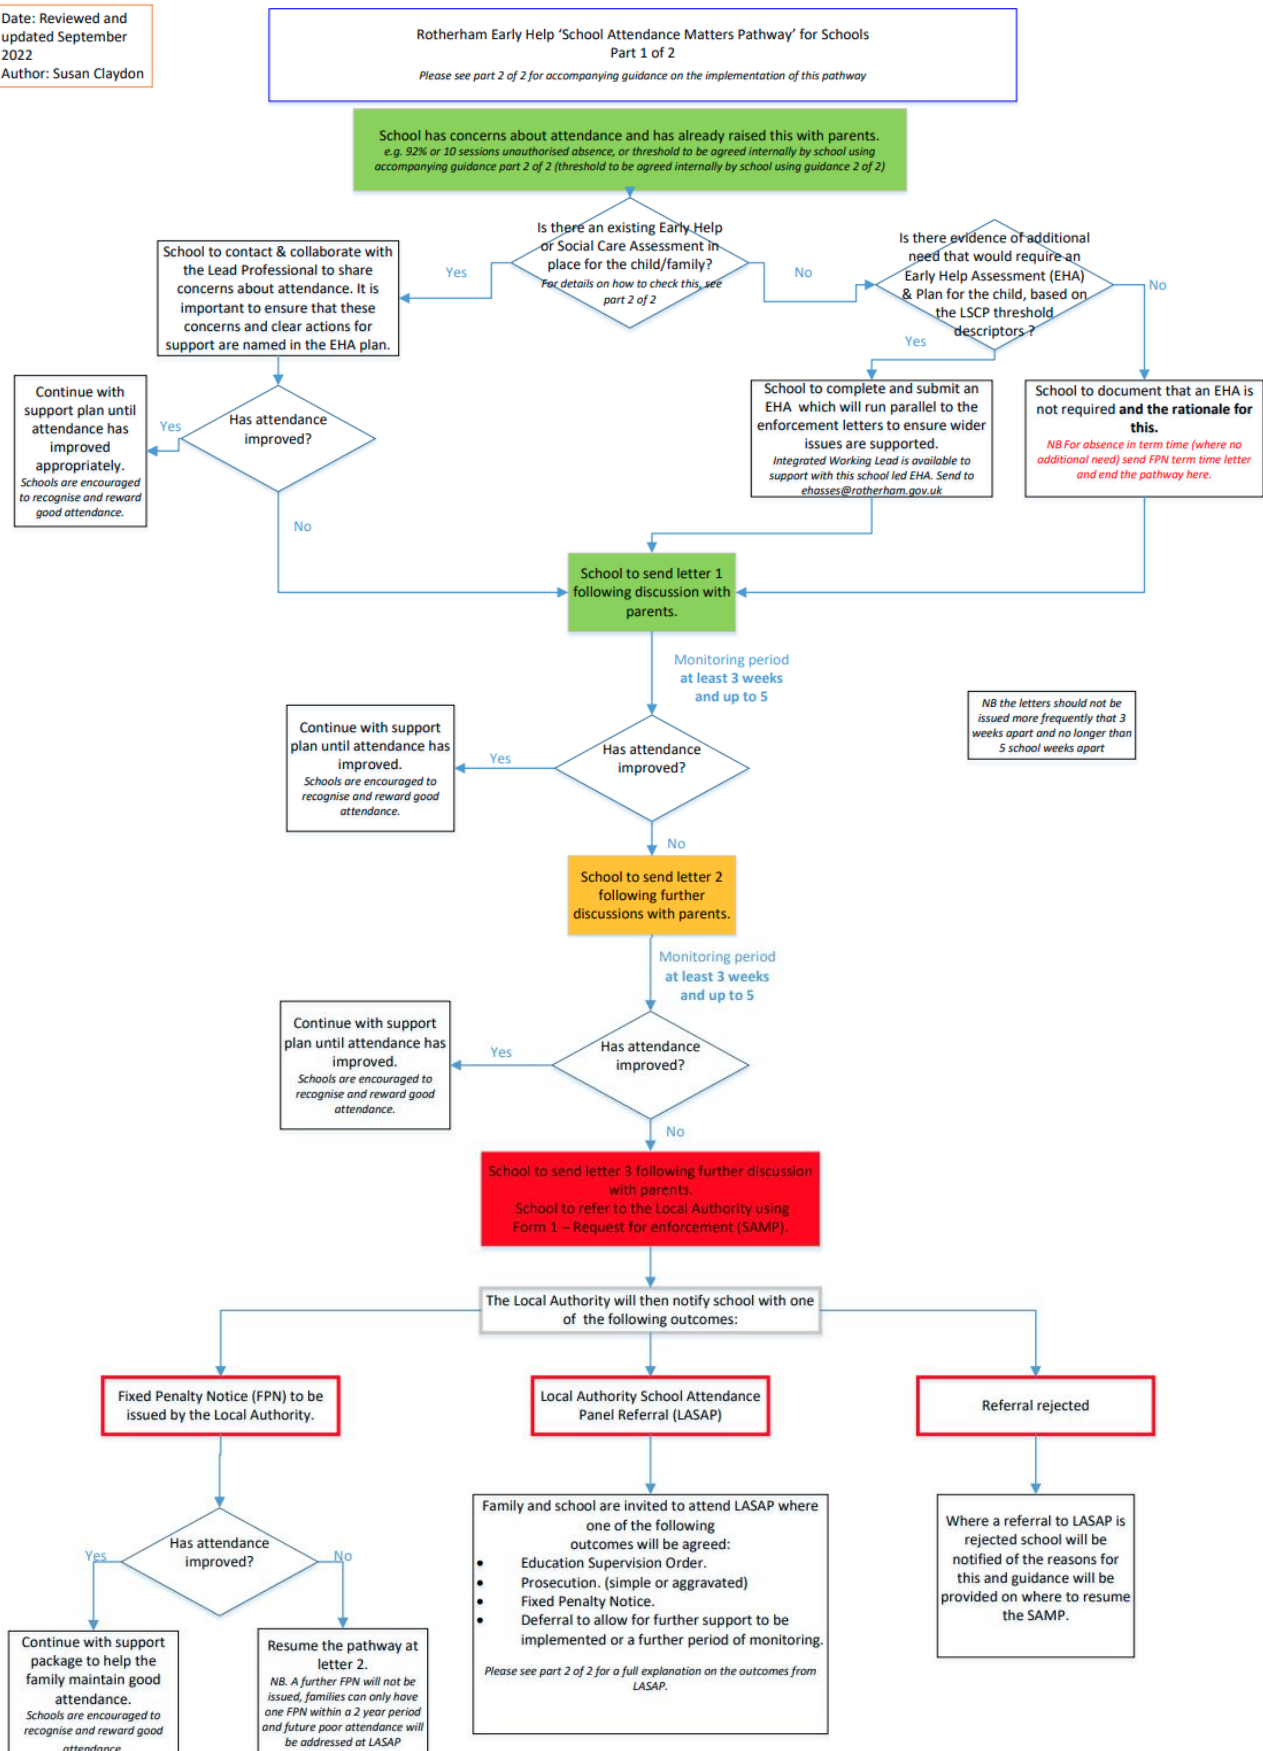 Date: Reviewed and
updated September
2022
Author: Susan Claydon
Rotherham Early Help ‘School Attendance Matters Pathway’ for Schools
Part 1 of 2
Please see part 2 of 2 for accompanying guidance on the implementation of this pathway
School has concerns about attendance and has already raised this with parents.
e.g. 92% or 10 sessions unauthorised absence, or threshold to be agreed internally by school using
accompanying guidance part 2 of 2 (threshold to be agreed internally by school using guidance 2 of 2)
Is there an existing Early Help
or Social Care Assessment in
place for the child/family?
For details on how to check this, see
part 2 of 2
Yes
No
School to contact & collaborate with
the Lead Professional to share
concerns about attendance. It is
important to ensure that these
concerns and clear actions for
support are named in the EHA plan.
Is there evidence of additional
need that would require an
Early Help Assessment (EHA)
& Plan for the child, based on
the LSCP threshold
descriptors ?
Yes
No
Has attendance
improved?
Yes
No
Continue with
support plan until
attendance has
improved
appropriately.
Schools are encouraged
to recognise and reward
good attendance.
School to complete and submit an
EHA which will run parallel to the
enforcement letters to ensure wider
issues are supported.
Integrated Working Lead is available to
support with this school led EHA. Send to
ehasses@rotherham.gov.uk
School to document that an EHA is
not required and the rationale for
this.
NB For absence in term time (where no
additional need) send FPN term time letter
and end the pathway here.
School to send letter 1
following discussion with
parents.
Monitoring period
at least 3 weeks
and up to 5
NB the letters should not be
issued more frequently that 3
weeks apart and no longer than
5 school weeks apart
Has attendance
improved?
Yes
No
Continue with support
plan until attendance has
improved.
Schools are encouraged to
recognise and reward good
attendance.
School to send letter 2
following further
discussions with parents.
Monitoring period
at least 3 weeks
and up to 5
Has attendance
improved?
Yes
No
Continue with support
plan until attendance has
improved.
Schools are encouraged to
recognise and reward good
attendance.
School to send letter 3 following further discussion
with parents.
School to refer to the Local Authority using
Form 1 – Request for enforcement (SAMP).
The Local Authority will then notify school with one
of the following outcomes:
Fixed Penalty Notice (FPN) to be
issued by the Local Authority.
Local Authority School Attendance
Panel Referral (LASAP)
Referral rejected
Has attendance
improved?
Yes
No
Continue with support
package to help the
family maintain good
attendance.
Schools are encouraged to
recognise and reward good
attendance
Resume the pathway at
letter 2.
NB. A further FPN will not be
issued, families can only have
one FPN within a 2 year period
and future poor attendance will
be addressed at LASAP
Family and school are invited to attend LASAP where
one of the following
outcomes will be agreed:
• Education Supervision Order.
• Prosecution. (simple or aggravated)
• Fixed Penalty Notice.
• Deferral to allow for further support to be
implemented or a further period of monitoring.
Please see part 2 of 2 for a full explanation on the outcomes from
LASAP.
Where a referral to LASAP is
rejected school will be
notified of the reasons for
this and guidance will be
provided on where to resume
the SAMP.